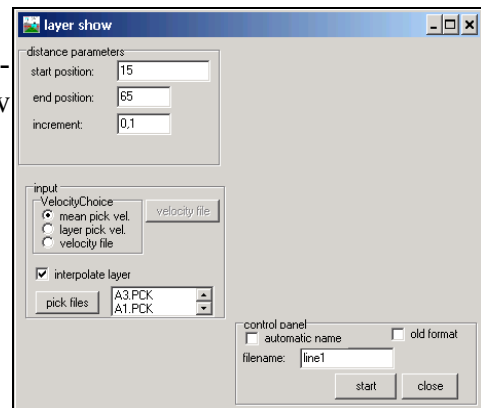 layer show
distance parameters
start position: 15
end position: 65
increment: 0,1
input
VelocityChoice
mean pick vel.
layer pick vel.
velocity file
velocity file
interpolate layer
pick files
A3.PCK
A1.PCK
control panel
automatic name
old format
filename: line1
start close